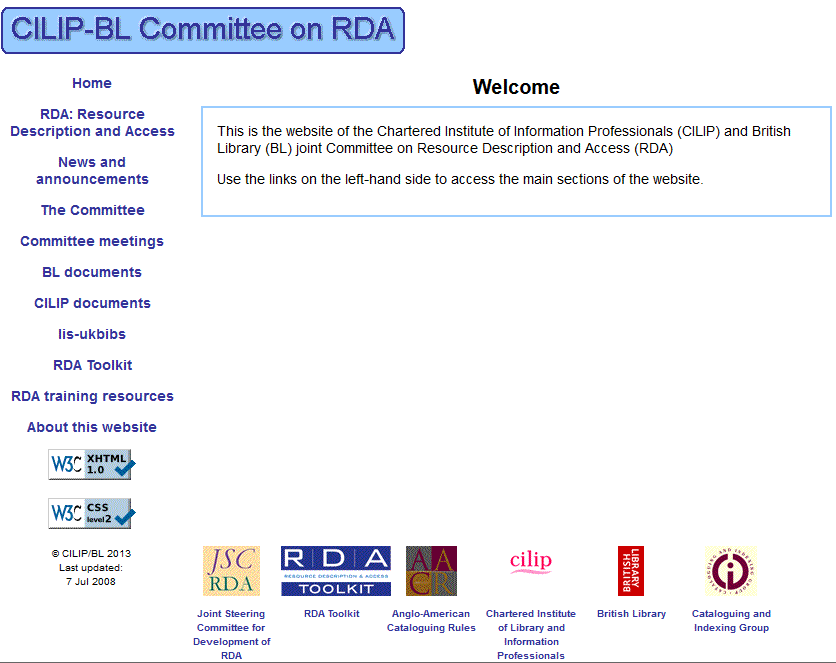 CILIP-BL Committee on RDA
Home
RDA: Resource
Description and Access
News and
announcements
The Committee
Committee meetings
BL documents
CILIP documents
lis-ukbibs
RDA Toolkit
RDA training resources
About this website
W3C XHTML 1.0
W3C CSS level2
© CILIP/BL 2013
Last updated:
7 Jul 2008
Welcome
This is the website of the Chartered Institute of Information Professionals (CILIP) and British
Library (BL) joint Committee on Resource Description and Access (RDA)
Use the links on the left-hand side to access the main sections of the website.
JSC
RDA
Joint Steering
Committee for
Development of
RDA
RDA
RESOURCE DESCRIPTION & ACCESS
TOOLKIT
RDA Toolkit
AA
CR
Anglo-American
Cataloguing Rules
cilip
Chartered Institute
of Library and
Information
Professionals
BRITISH
LIBRARY
British Library
CATALOGUING AND INDEXING GROUP
Cataloguing and
Indexing Group